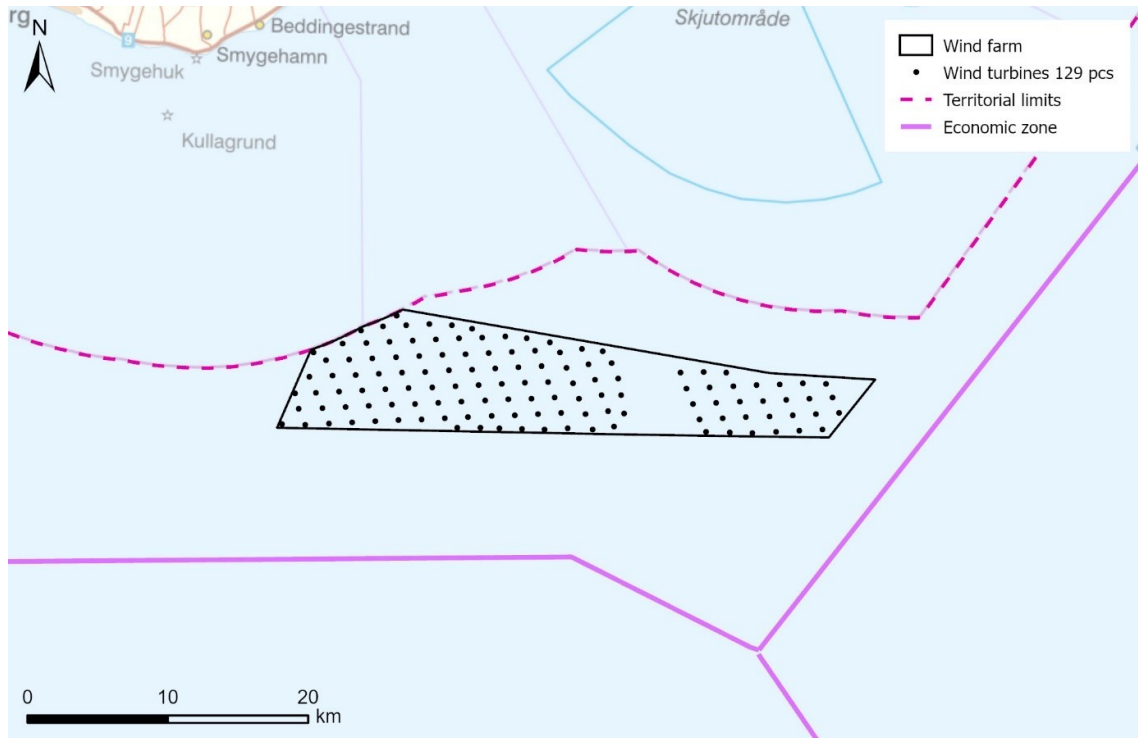 rg
N
9
Beddingestrand
Smygehamn
Smygehuk
Kullagrund
Skjutområde
Wind farm
Wind turbines 129 pcs
Territorial limits
Economic zone
0 10 20
km